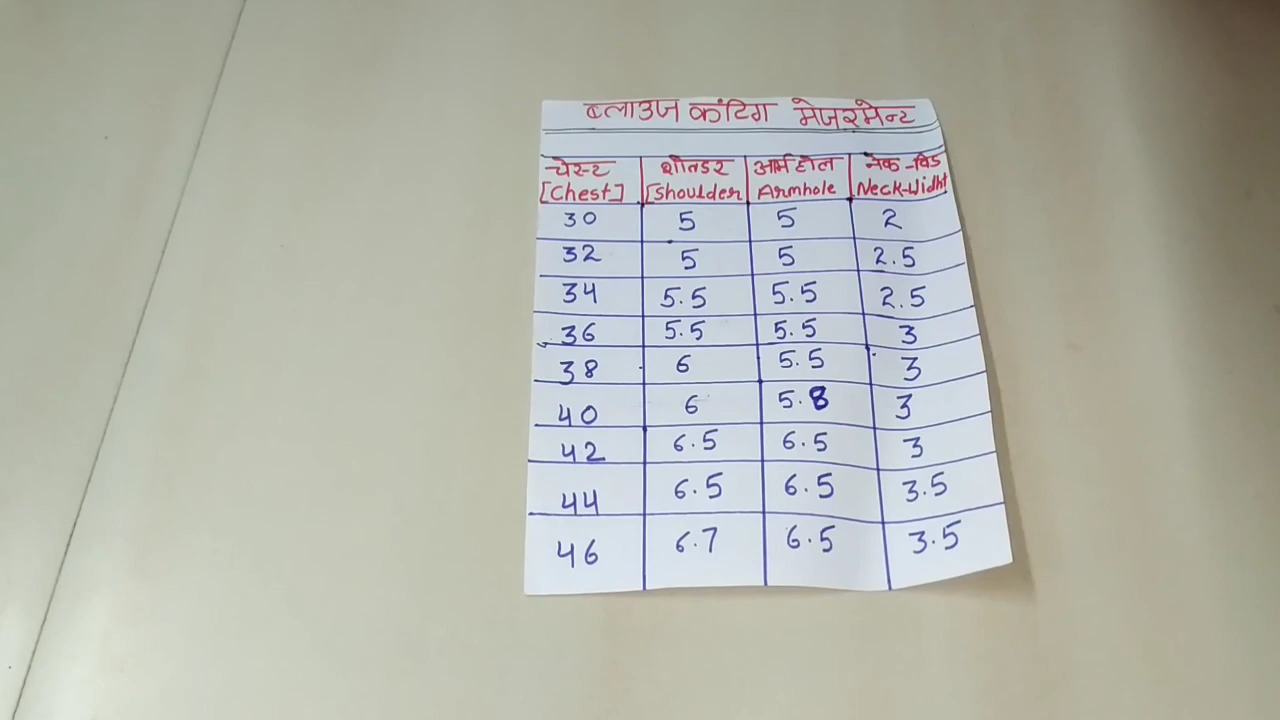 ब्लाउज कंटिग मेजरमेन्ट
चेस्ट शोलडर आर्महोल नेक-विड
[Chest] [Shoulder Armhole Neck-Widht
30 5 5 2
32 5 5 2.5
34 5.5 5.5 2.5
36 5.5 5.5 3
38 6 5.5 3
40 6 5.8 3
42 6.5 6.5 3
44 6.5 6.5 3.5
46 6.7 6.5 3.5